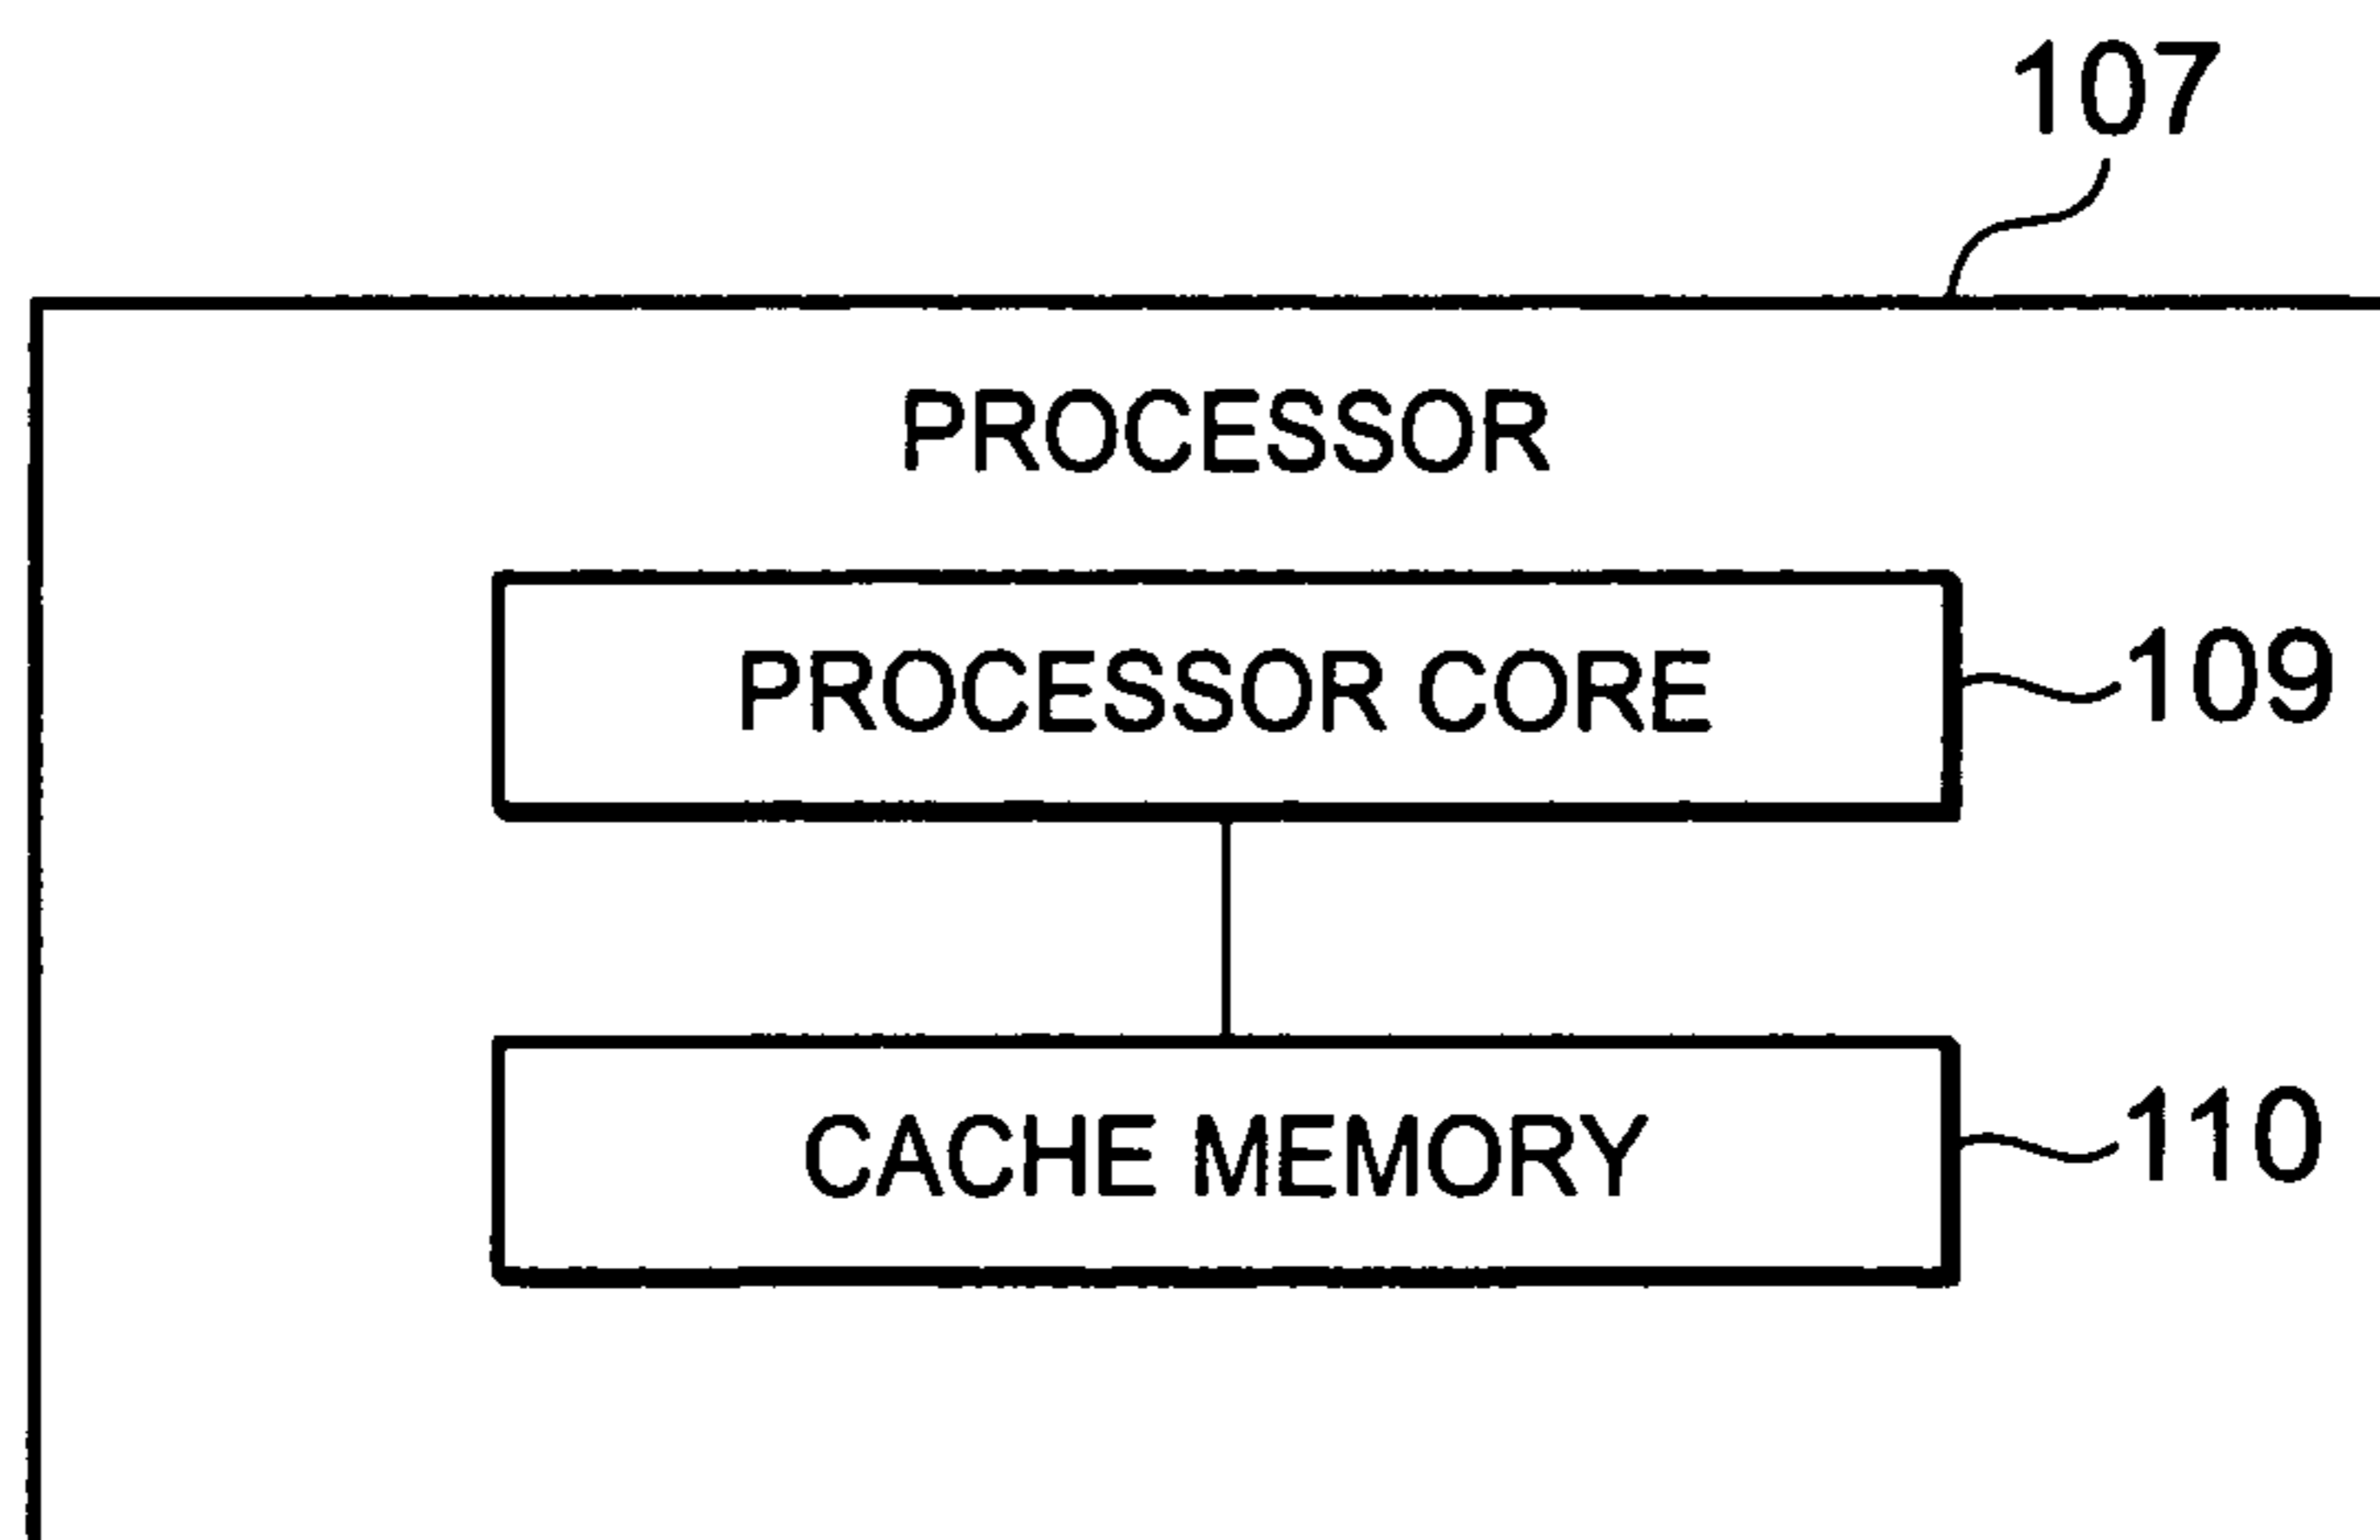 107
PROCESSOR
PROCESSOR CORE
109
CACHE MEMORY
110